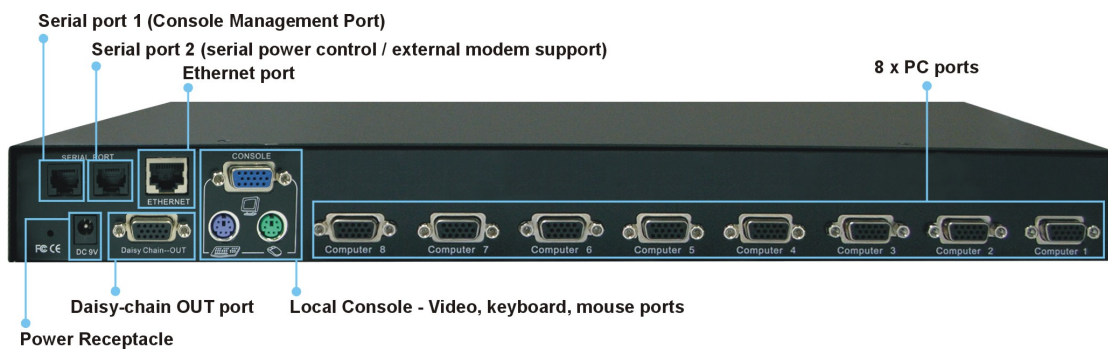 Serial port 1 (Console Management Port)
Serial port 2 (serial power control / external modem support)
Ethernet port
8 x PC ports
SERIAL PORT
CONSOLE
ETHERNET
FC CE
DC 9V
Daisy Chain--OUT
Computer 8
Computer 7
Computer 6
Computer 5
Computer 4
Computer 3
Computer 2
Computer 1
Daisy-chain OUT port
Local Console - Video, keyboard, mouse ports
Power Receptacle